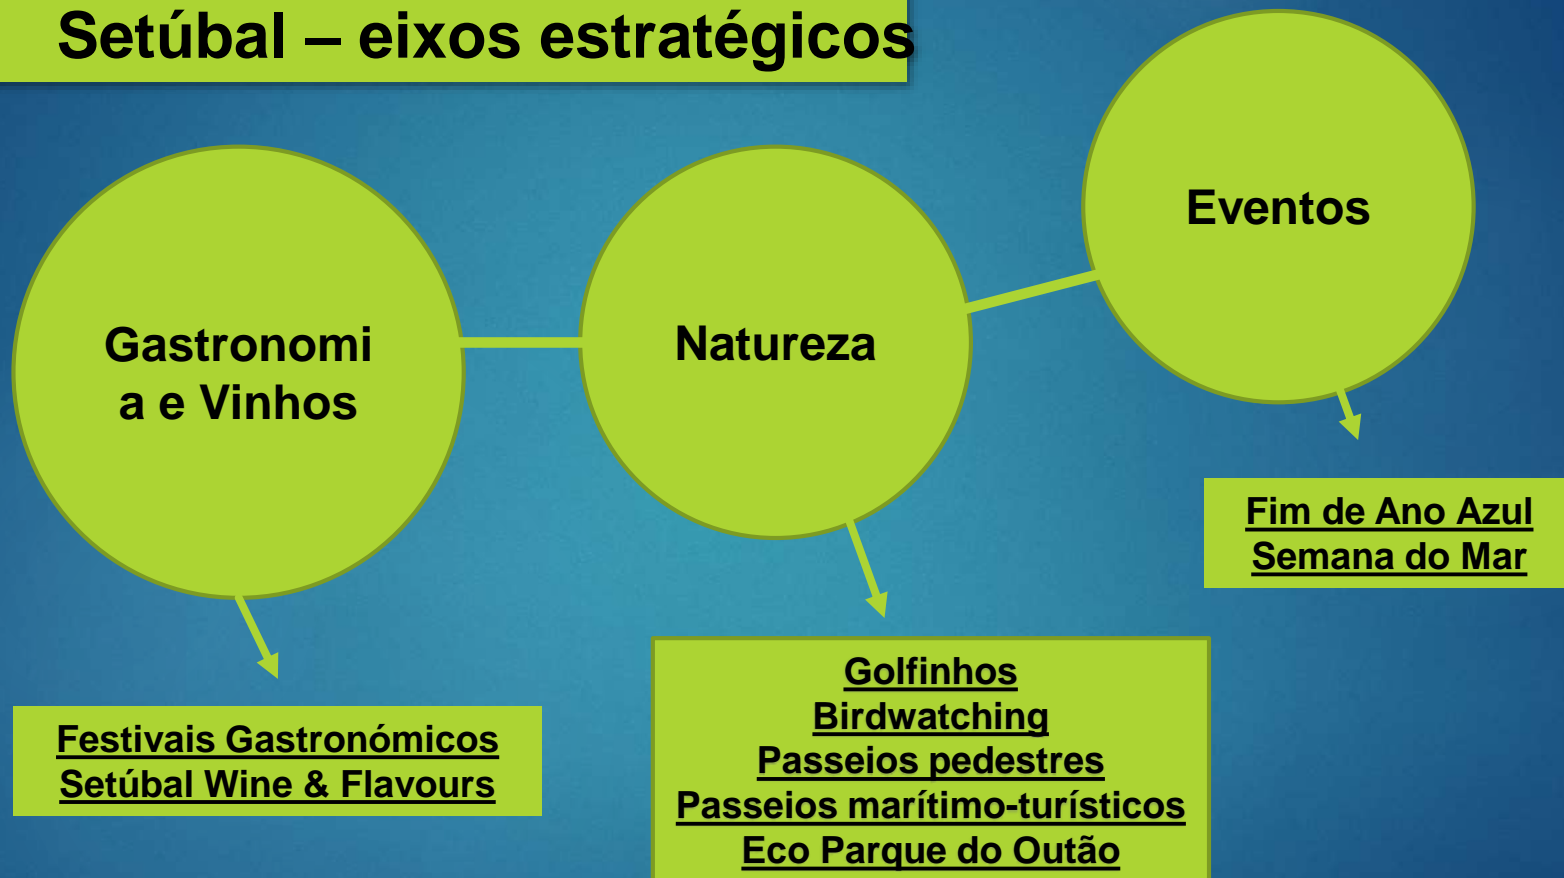 Setúbal – eixos estratégicos
Gastronomi
a e Vinhos
Natureza
Eventos
Festivais Gastronómicos
Setúbal Wine & Flavours
Golfinhos
Birdwatching
Passeios pedestres
Passeios marítimo-turísticos
Eco Parque do Outão
Fim de Ano Azul
Semana do Mar